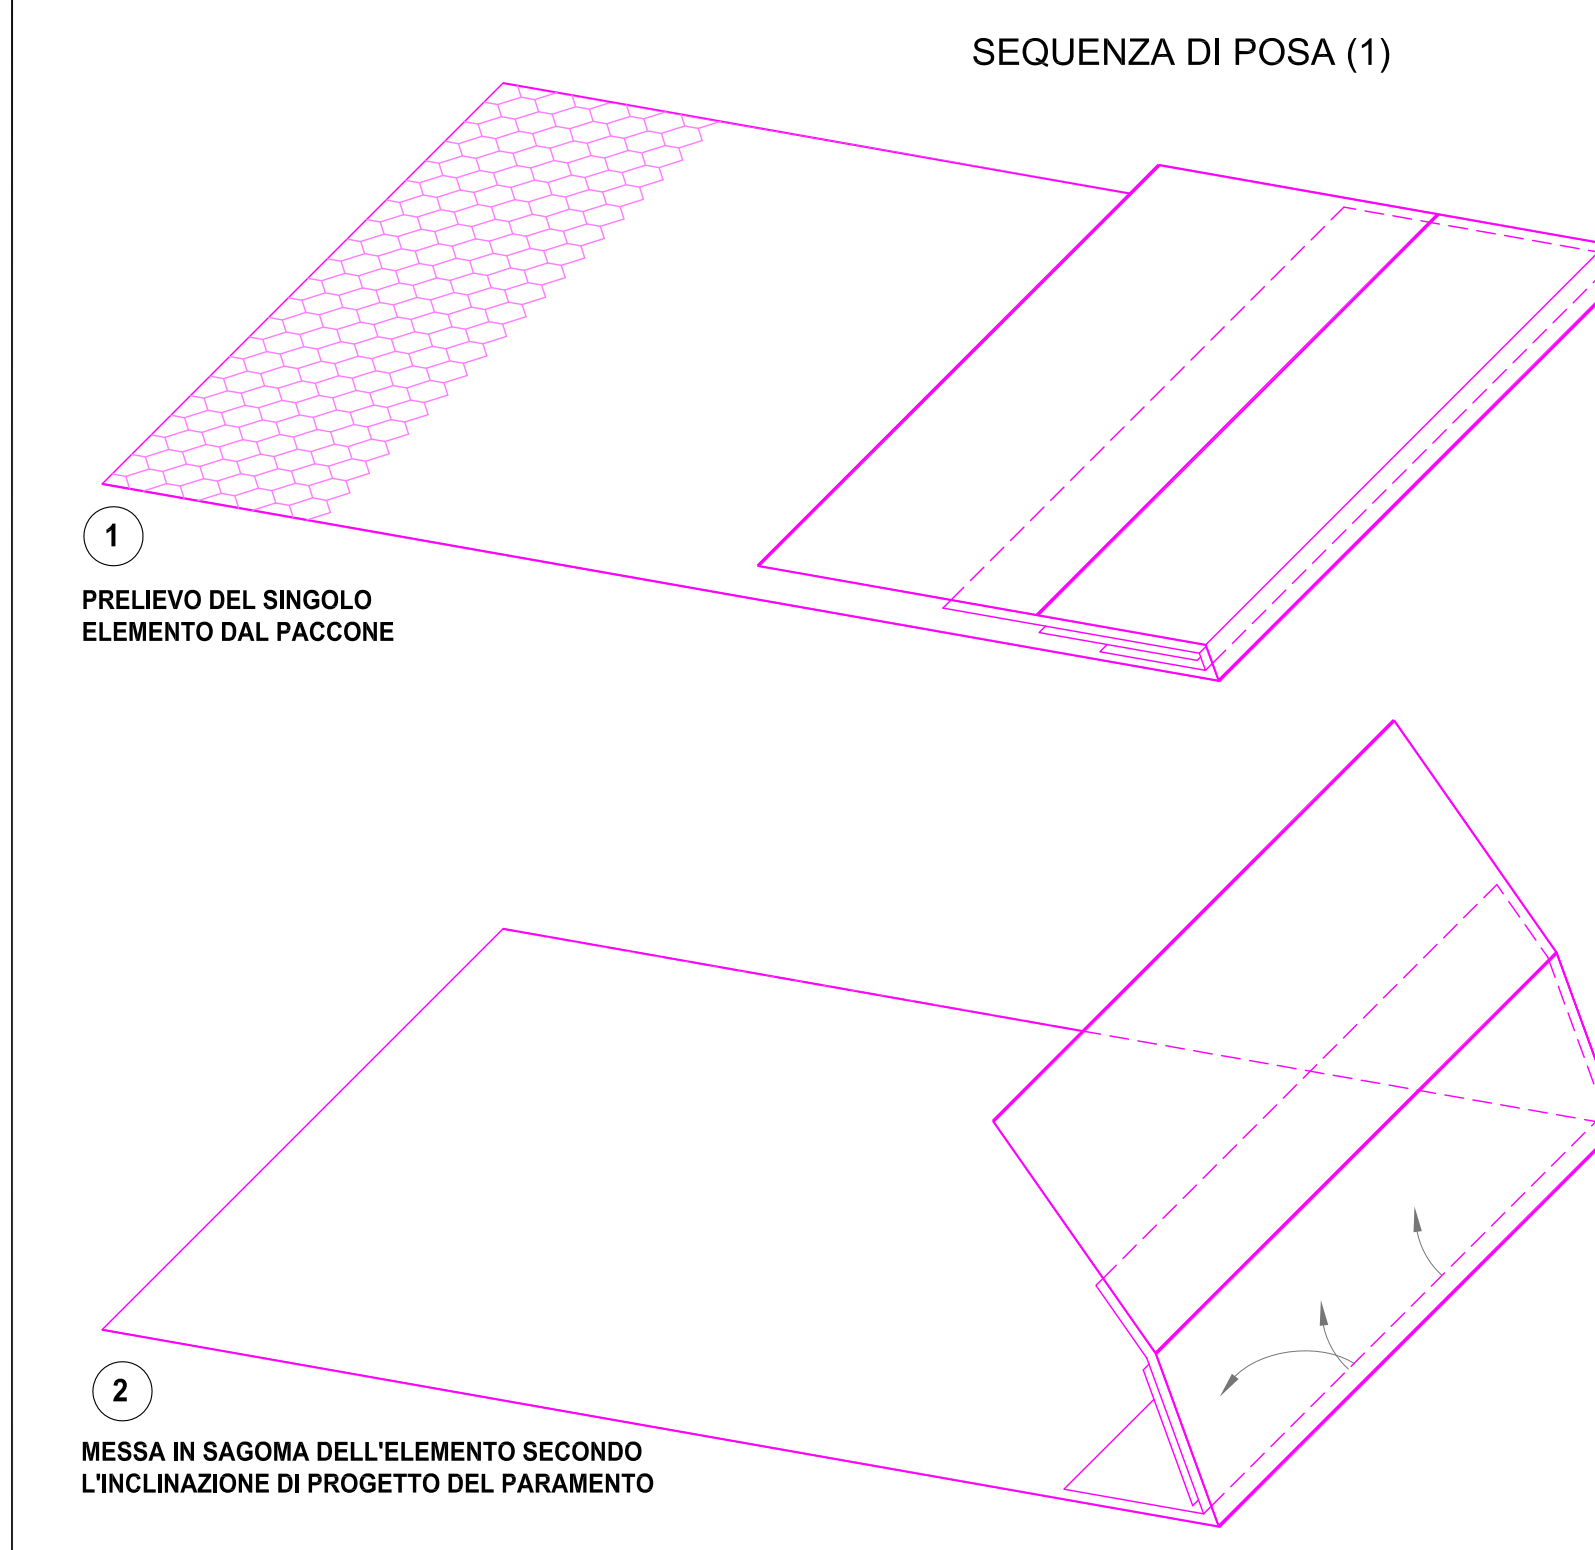 SEQUENZA DI POSA (1)
1
PRELIEVO DEL SINGOLO
ELEMENTO DAL PACCONE
2
MESSA IN SAGOMA DELL'ELEMENTO SECONDO
L'INCLINAZIONE DI PROGETTO DEL PARAMENTO